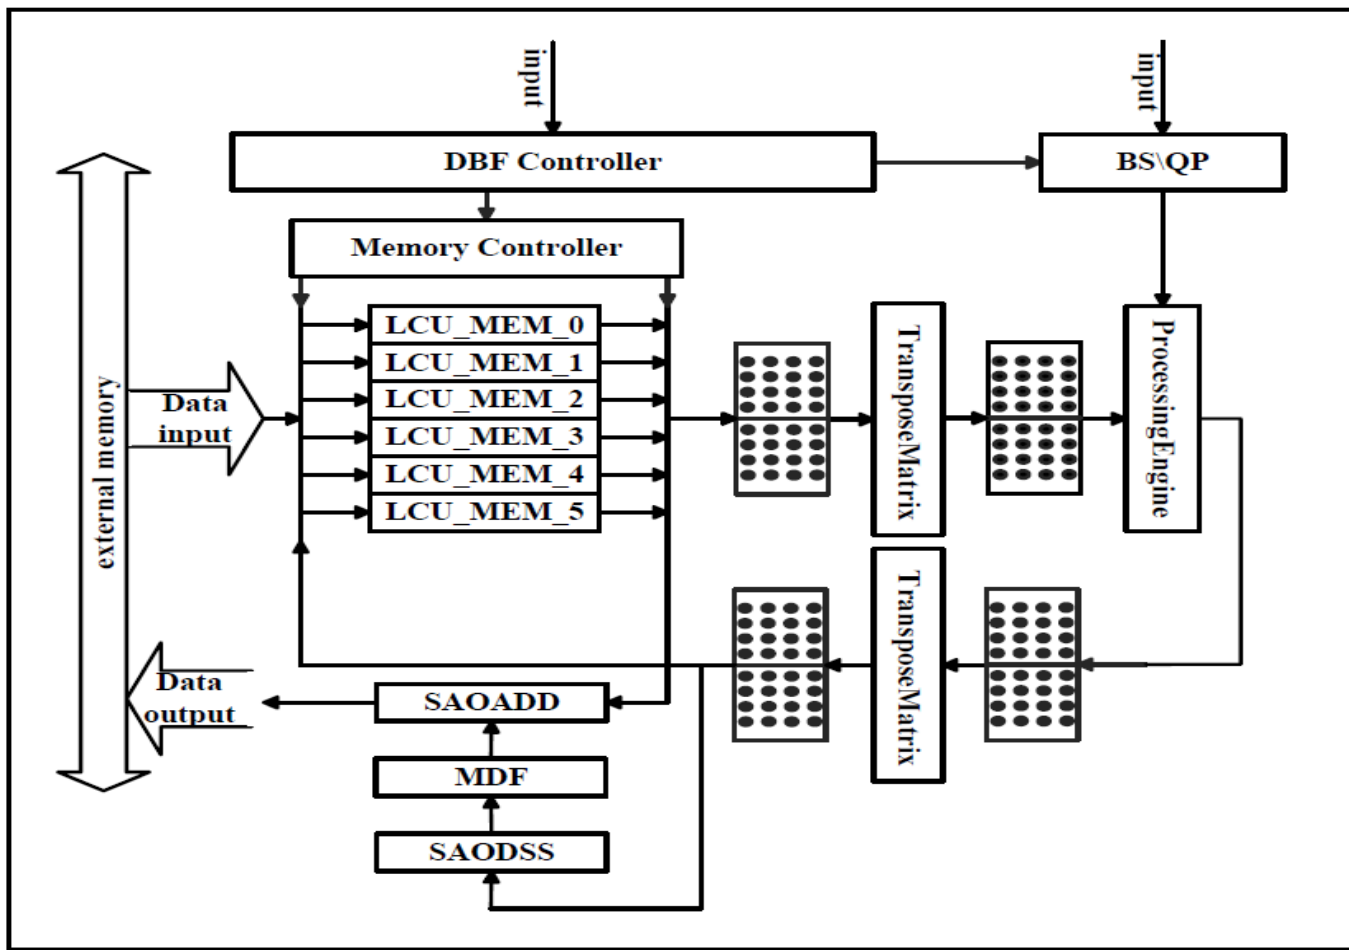 input
input
DBF Controller
BS\QP
Memory Controller
LCU_MEM_0
LCU_MEM_1
LCU_MEM_2
LCU_MEM_3
LCU_MEM_4
LCU_MEM_5
external memory
Data
input
TransposeMatrix
ProcessingEngine
TransposeMatrix
Data
output
SAOADD
MDF
SAODSS